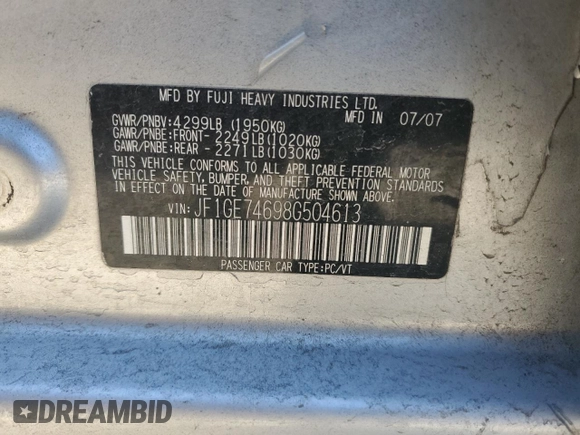 MFD BY FUJI HEAVY INDUSTRIES LTD.
MFD IN 07/07
GVWR/PNBV:4299LB (1950KG)
GAWR/PNBE:FRONT- 2249LB(1020KG)
GAWR/PNBE:REAR - 2271LB(1030KG)
THIS VEHICLE CONFORMS TO ALL APPLICABLE FEDERAL MOTOR
VEHICLE SAFETY, BUMPER, AND THEFT PREVENTION STANDARDS
IN EFFECT ON THE DATE OF MANUFACTURE SHOWN ABOVE.
VIN: JF1GE74698G504613
PASSENGER CAR TYPE:PC/VT
DREAMBID